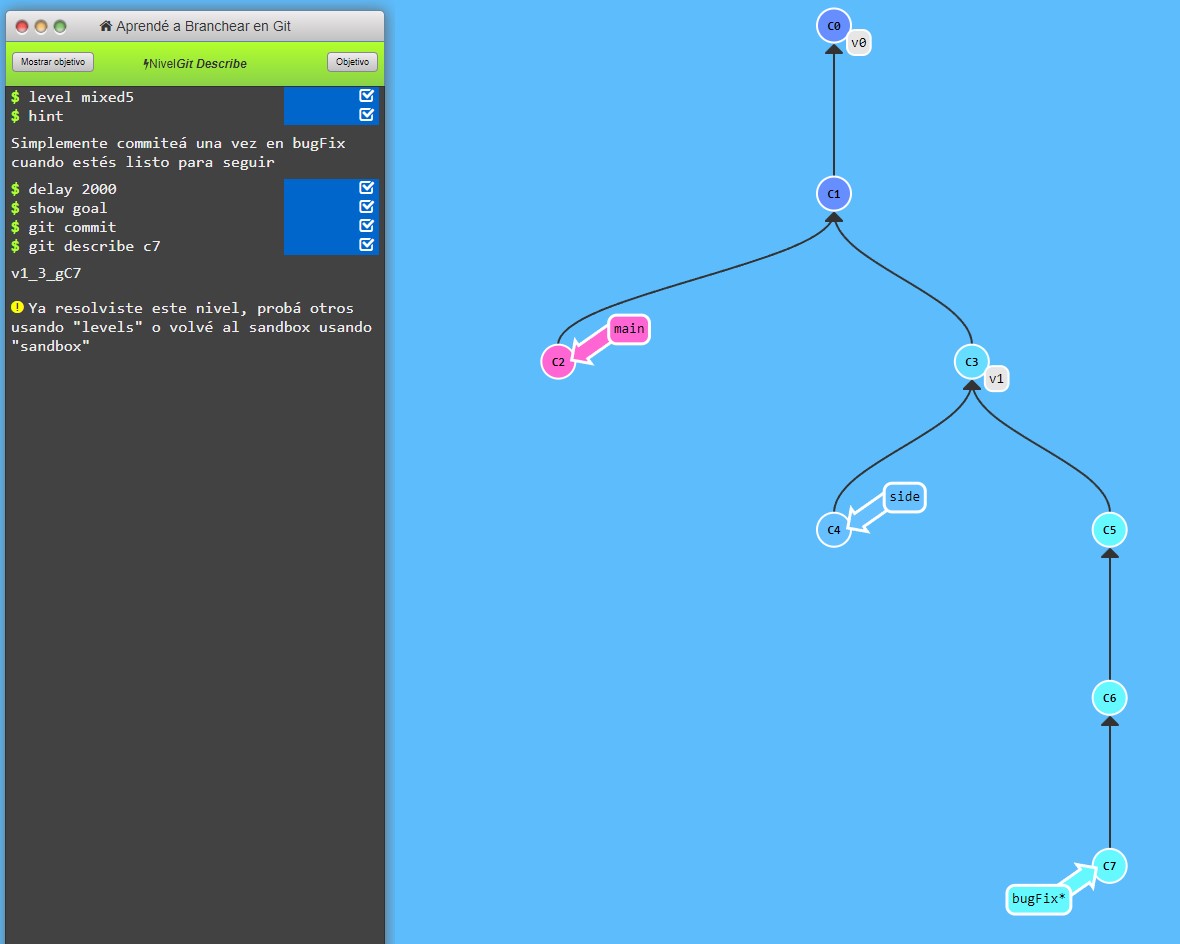 Aprendé a Branchear en Git
Mostrar objetivo
NivelGit Describe
Objetivo
$ level mixed5
$ hint
Simplemente commiteá una vez en bugFix
cuando estés listo para seguir
$ delay 2000
$ show goal
$ git commit
$ git describe c7
v1_3_gC7
Ya resolviste este nivel, probá otros
usando "levels" o volvé al sandbox usando
"sandbox"
C0
v0
C1
main
C2
C3
v1
side
C4
C5
C6
C7
bugFix*